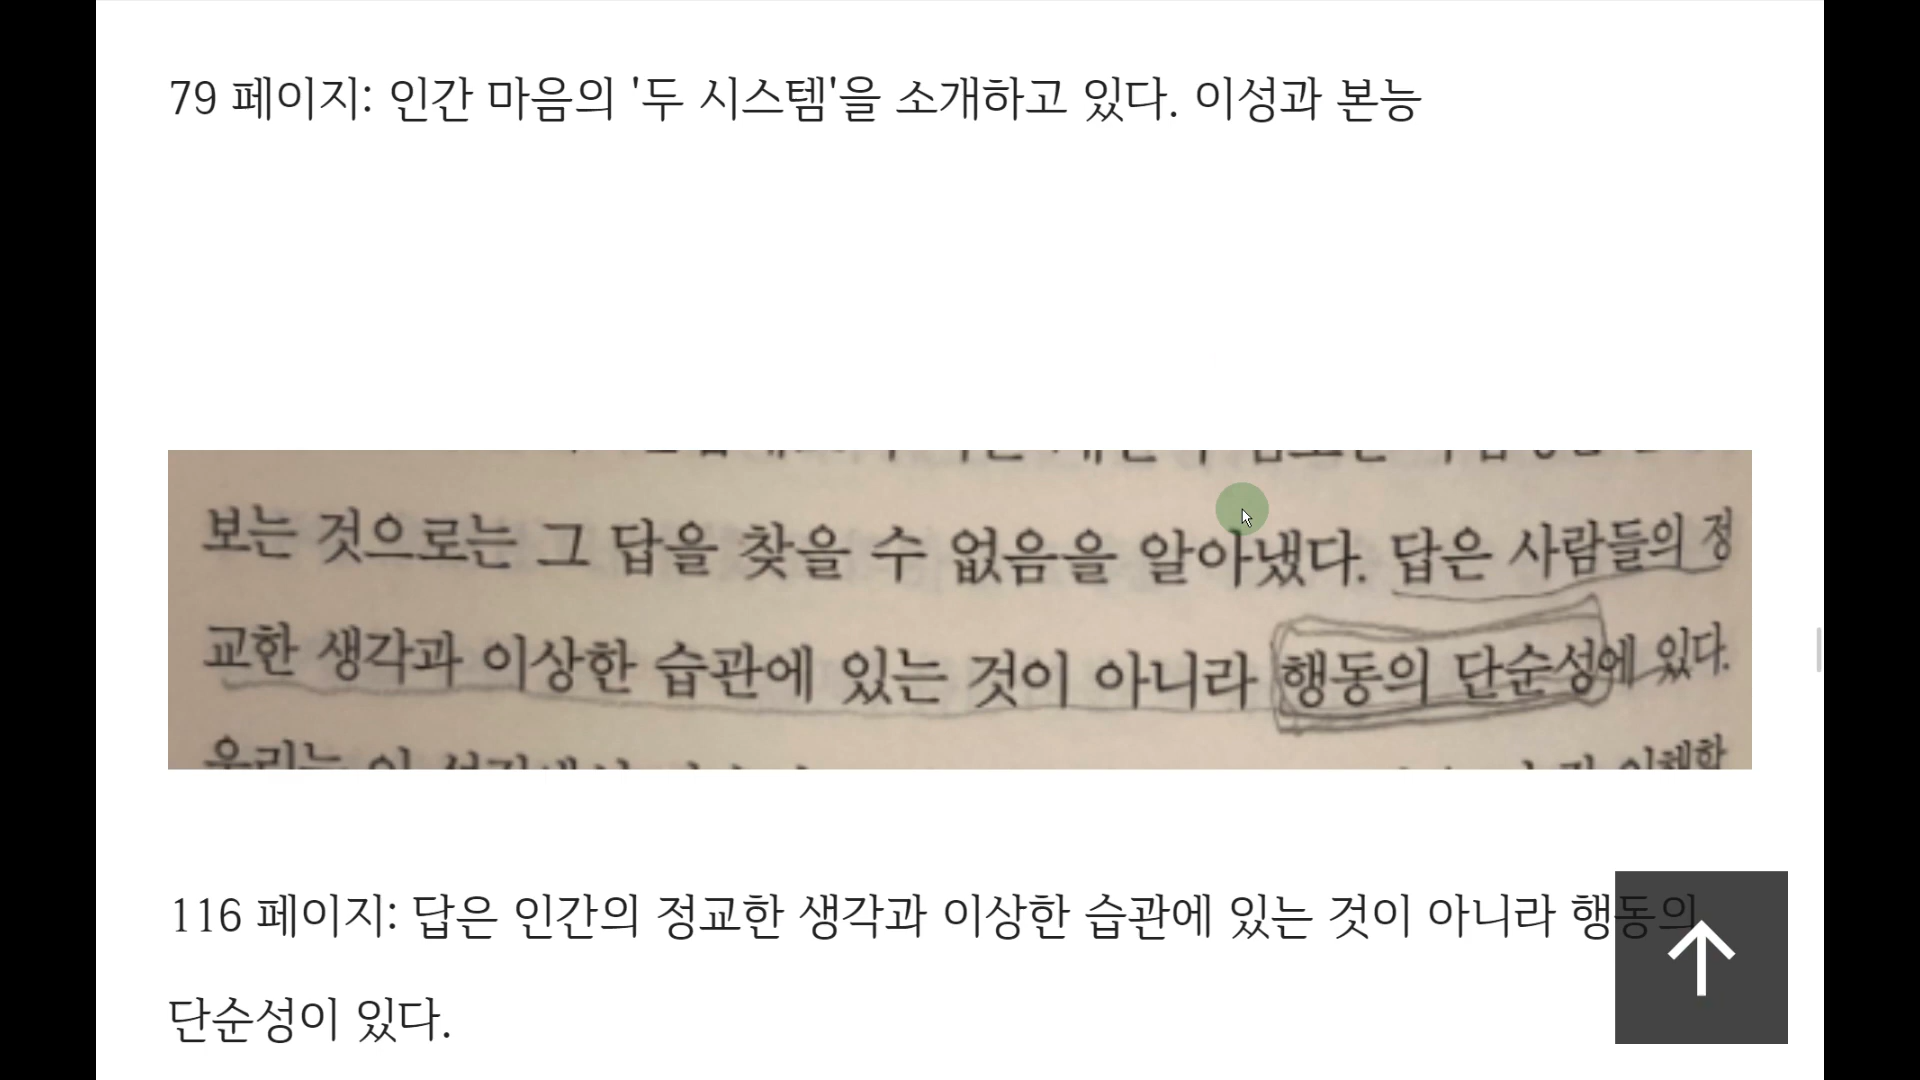 79 페이지: 인간 마음의 '두 시스템'을 소개하고 있다. 이성과 본능
보는 것으로는 그 답을 찾을 수 없음을 알아냈다. 답은 사람들의 정
교한 생각과 이상한 습관에 있는 것이 아니라 행동의 단순성에 있다.
우리는 이
116 페이지: 답은 인간의 정교한 생각과 이상한 습관에 있는 것이 아니라 행동의
단순성이 있다.